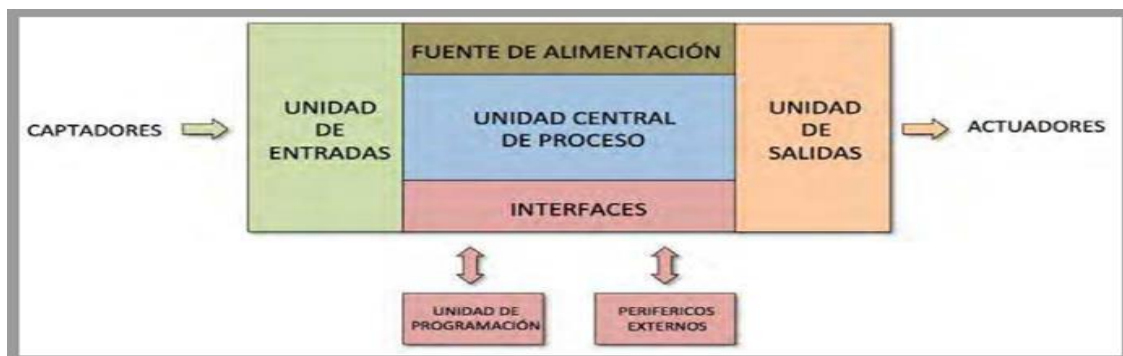 FUENTE DE ALIMENTACIÓN
CAPTADORES
UNIDAD
DE
ENTRADAS
UNIDAD CENTRAL
DE PROCESO
UNIDAD
DE
SALIDAS
ACTUADORES
INTERFACES
UNIDAD DE
PROGRAMACIÓN
PERIFERICOS
EXTERNOS